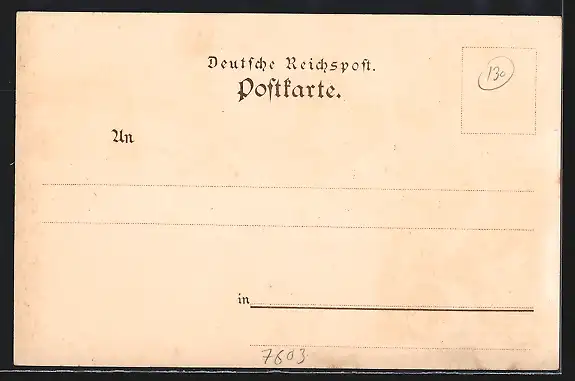 Deutsche Reichspost.
Postkarte.
130
An
in
7603